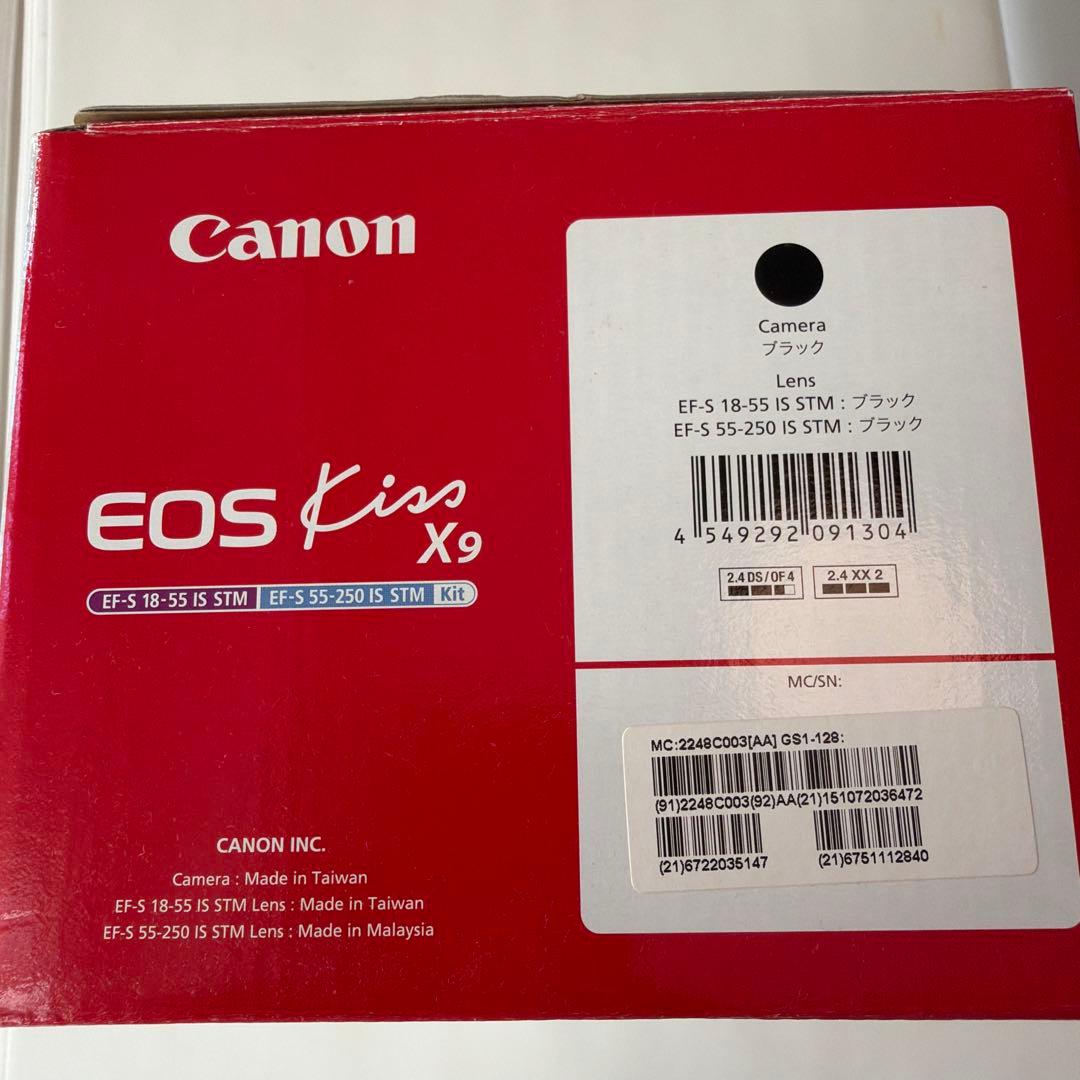 Canon
EOS Kiss X9
EF-S 18-55 IS STM EF-S 55-250 IS STM Kit
CANON INC.
Camera : Made in Taiwan
EF-S 18-55 IS STM Lens : Made in Taiwan
EF-S 55-250 IS STM Lens : Made in Malaysia
Camera
ブラック
Lens
EF-S 18-55 IS STM : ブラック
EF-S 55-250 IS STM : ブラック
4 549292 091304
2.4 DS/OF4 2.4 XX 2
MC/SN:
MC:2248C003[AA] GS1-128:
(91)2248C003(92)AA(21)151072036472
(21)6722035147 (21)6751112840